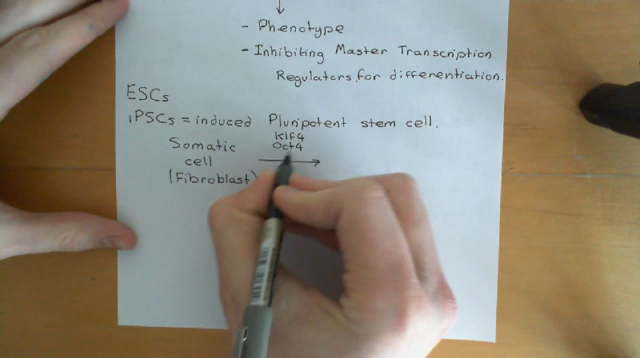 - Phenotype
- Inhibiting Master Transcription
Regulators for differentiation.
ESCs
iPSCs = induced Pluripotent stem cell.
Klf4
Somatic Oct4
cell
(Fibroblast)